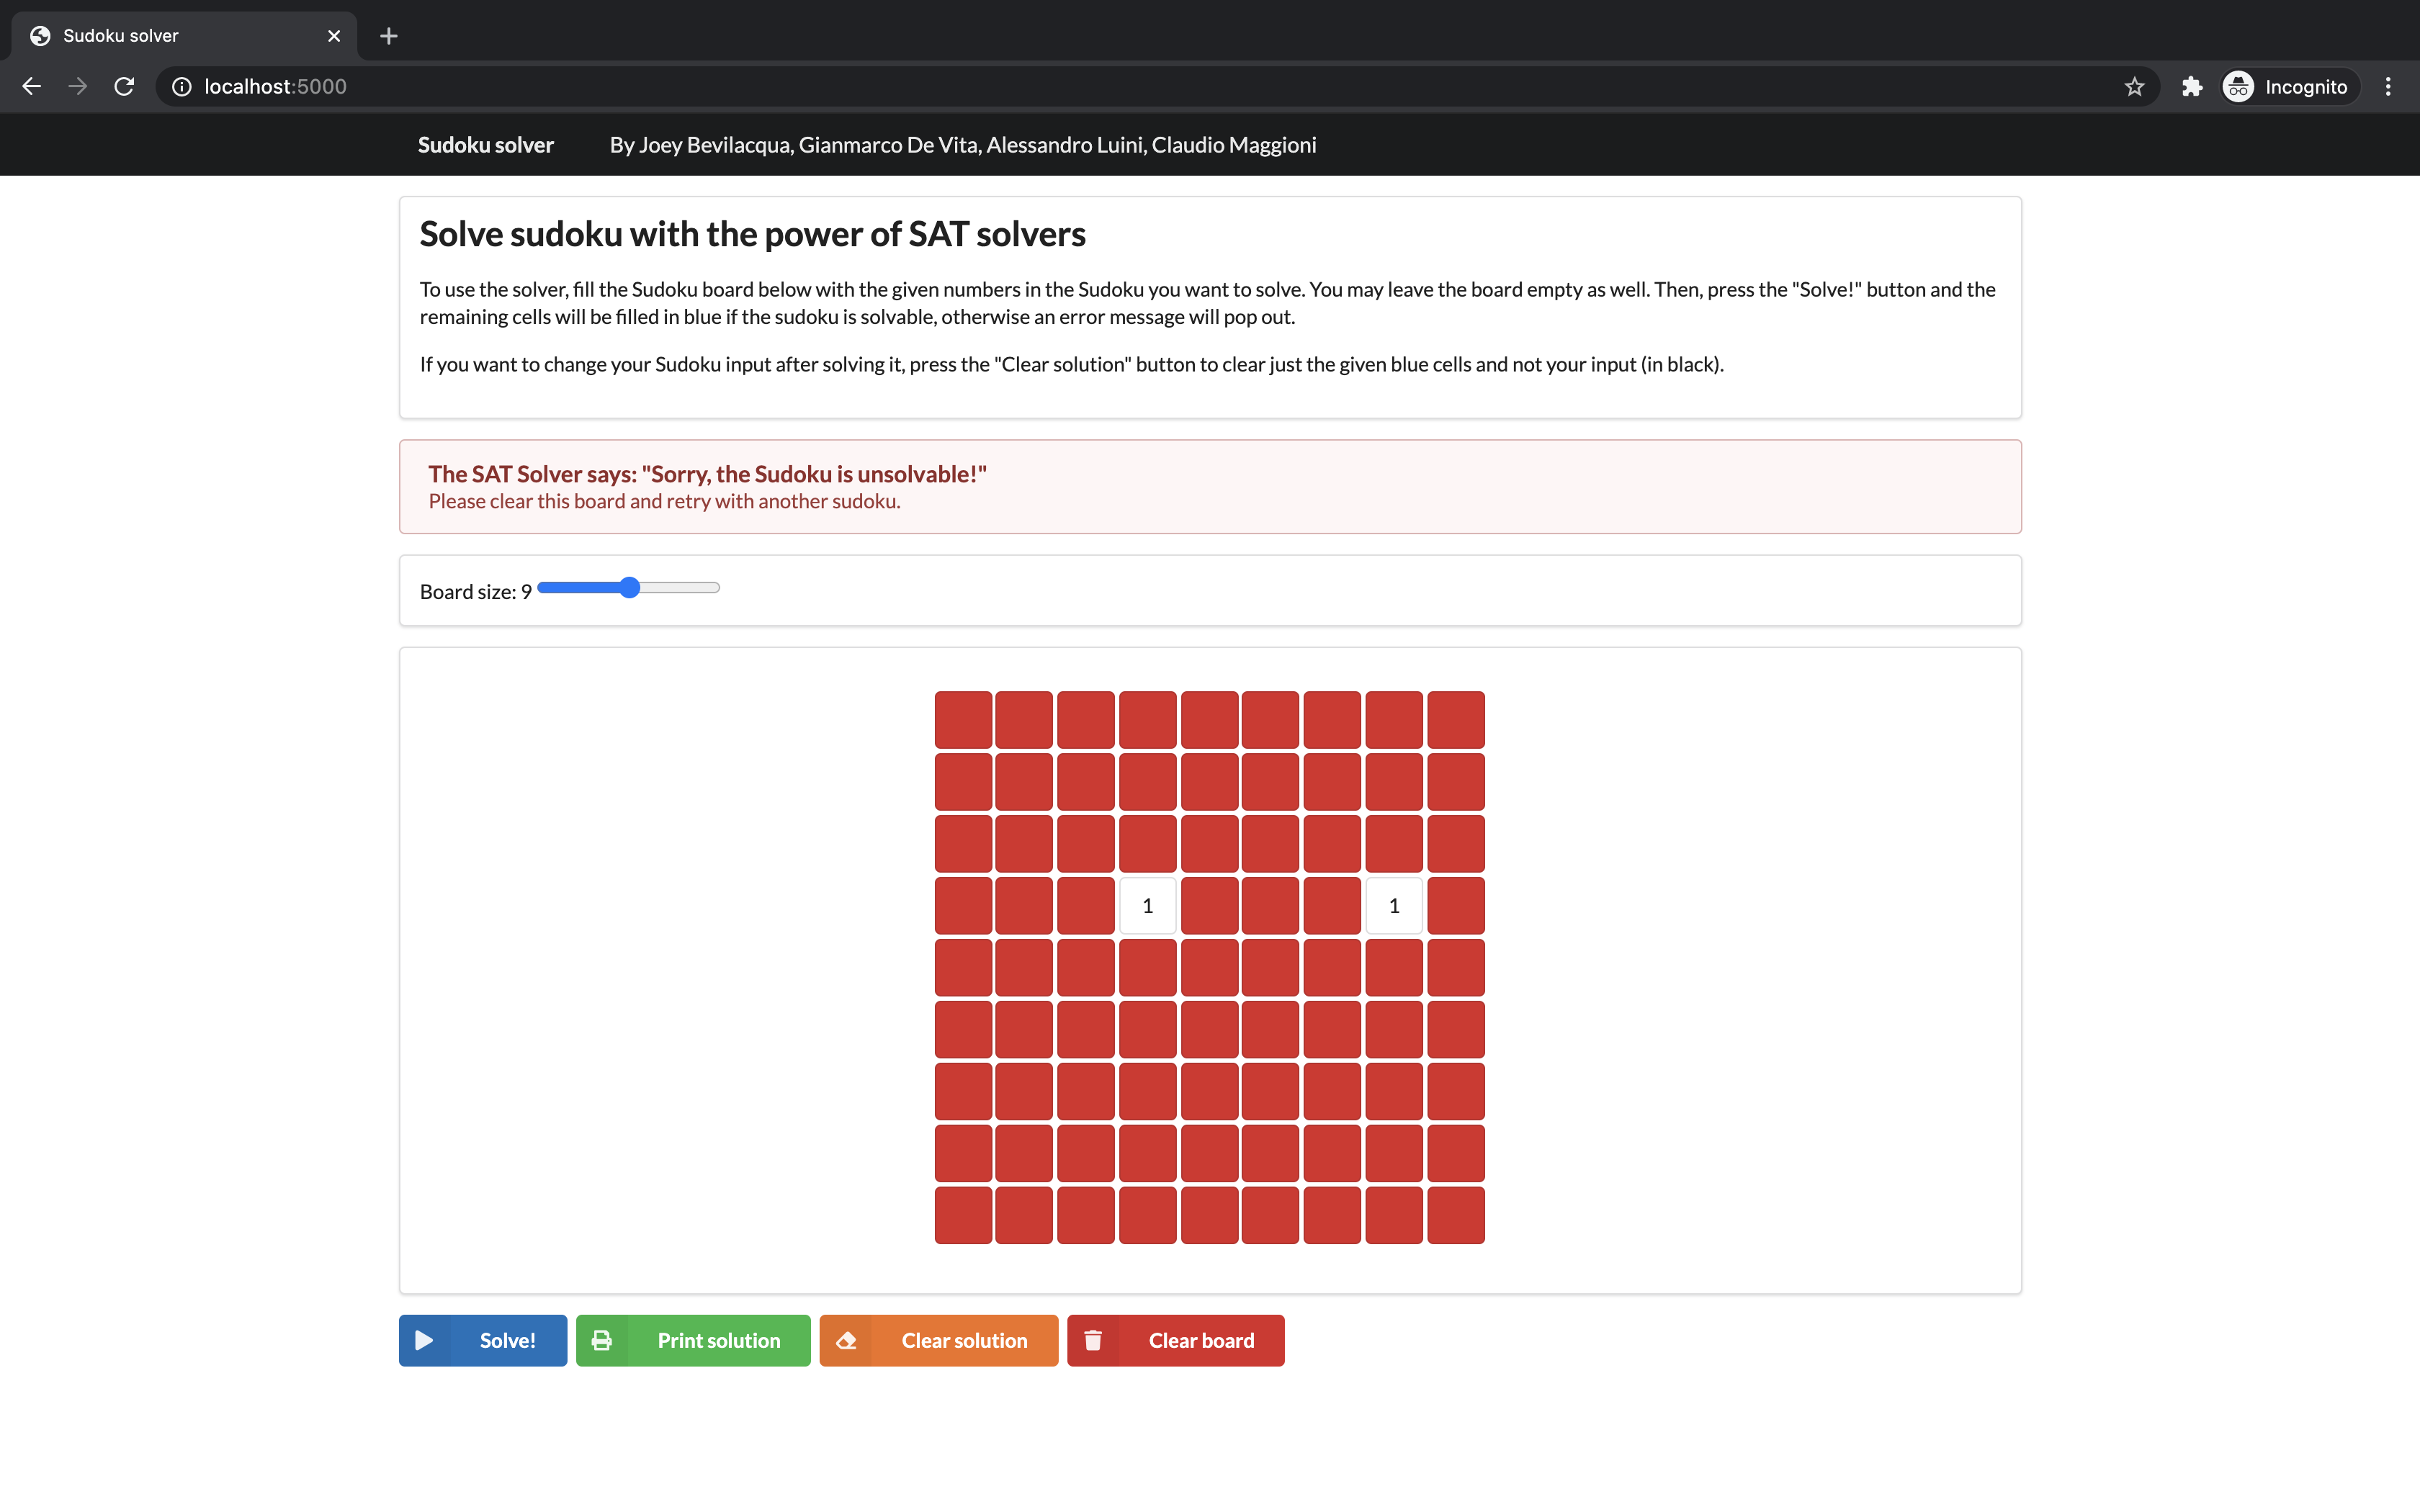 Sudoku solver
localhost:5000
Incognito
Sudoku solver
By Joey Bevilacqua, Gianmarco De Vita, Alessandro Luini, Claudio Maggioni
Solve sudoku with the power of SAT solvers
To use the solver, fill the Sudoku board below with the given numbers in the Sudoku you want to solve. You may leave the board empty as well. Then, press the "Solve!" button and the
remaining cells will be filled in blue if the sudoku is solvable, otherwise an error message will pop out.
If you want to change your Sudoku input after solving it, press the "Clear solution" button to clear just the given blue cells and not your input (in black).
The SAT Solver says: "Sorry, the Sudoku is unsolvable!"
Please clear this board and retry with another sudoku.
Board size: 9
1 1
Solve!
Print solution
Clear solution
Clear board